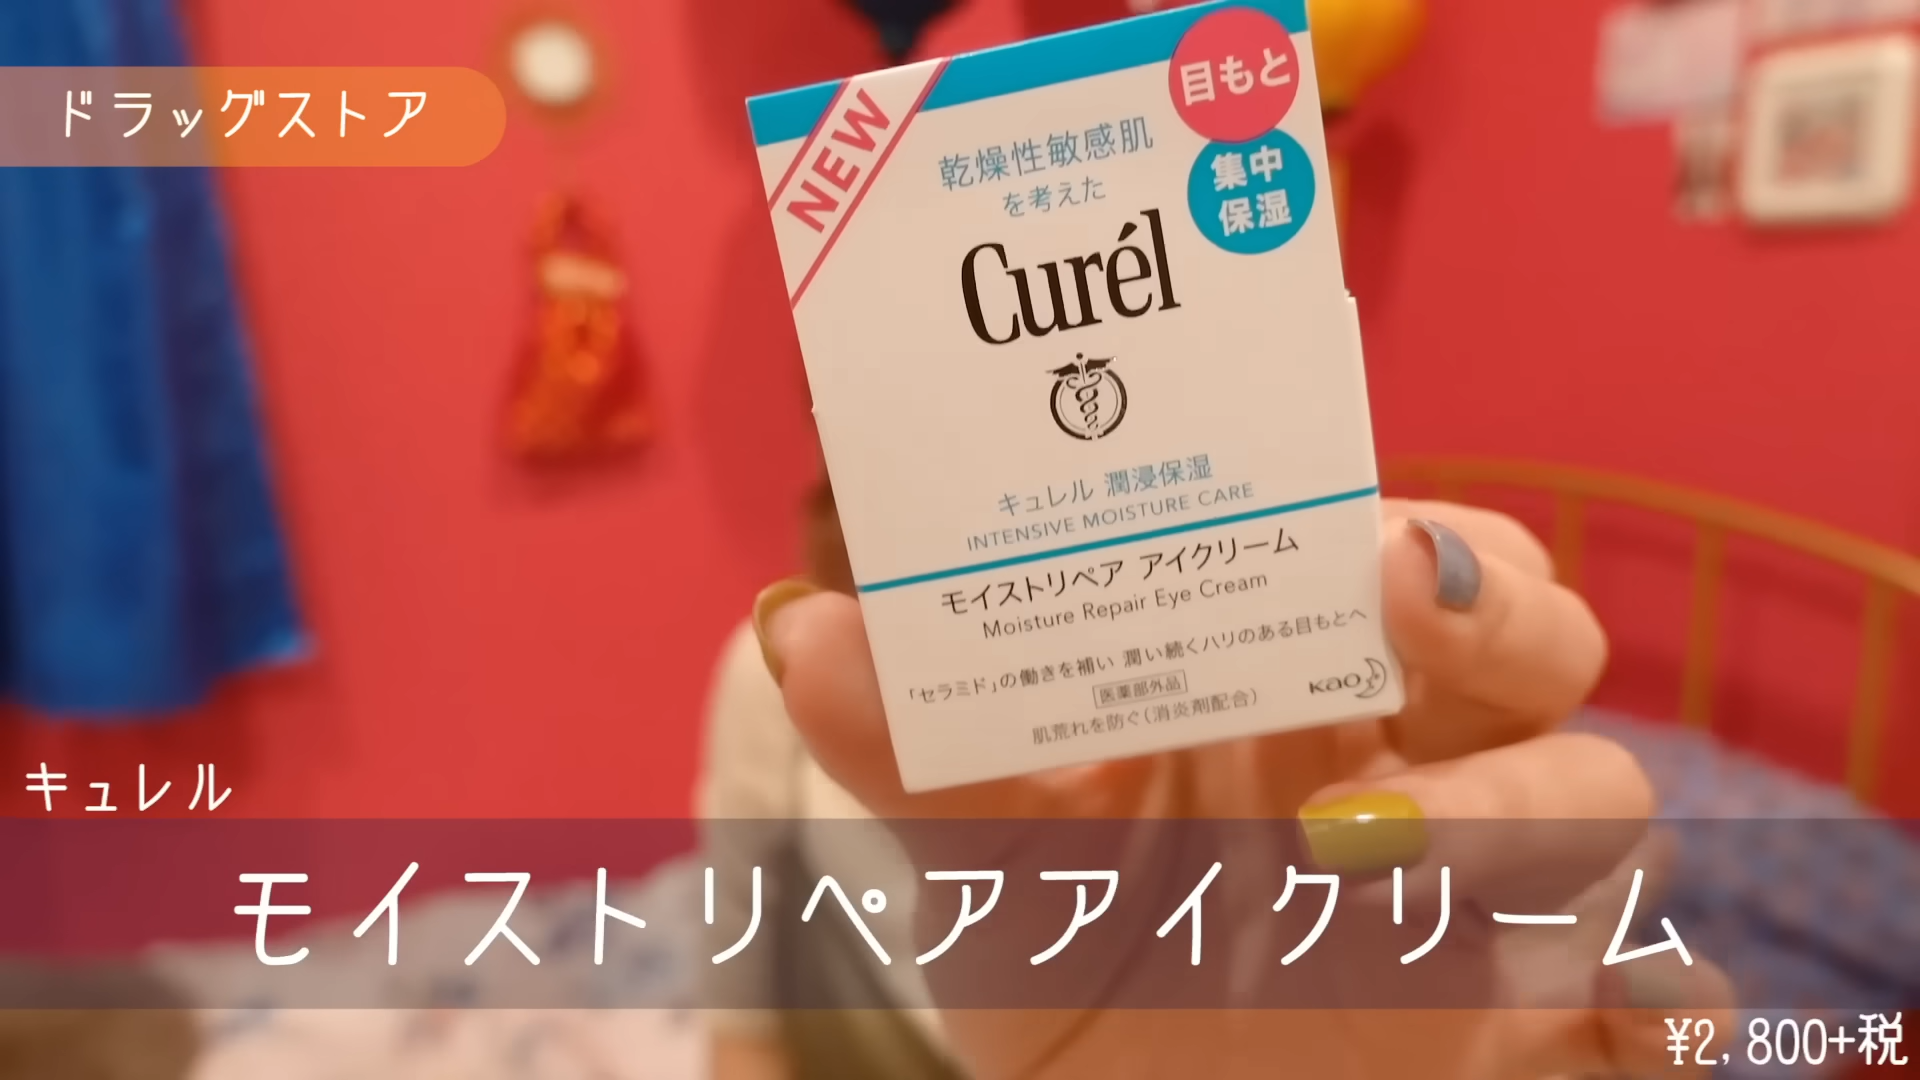 ドラッグストア
NEW
目もと
集中
保湿
乾燥性敏感肌
を考えた
Curél
キュレル 潤浸保湿
INTENSIVE MOISTURE CARE
モイストリペア アイクリーム
Moisture Repair Eye Cream
「セラミド」の働きを補い 潤い続くハリのある目もとへ
医薬部外品
肌荒れを防ぐ(消炎剤配合)
Kao
キュレル
モイストリペアアイクリーム
¥2,800+税